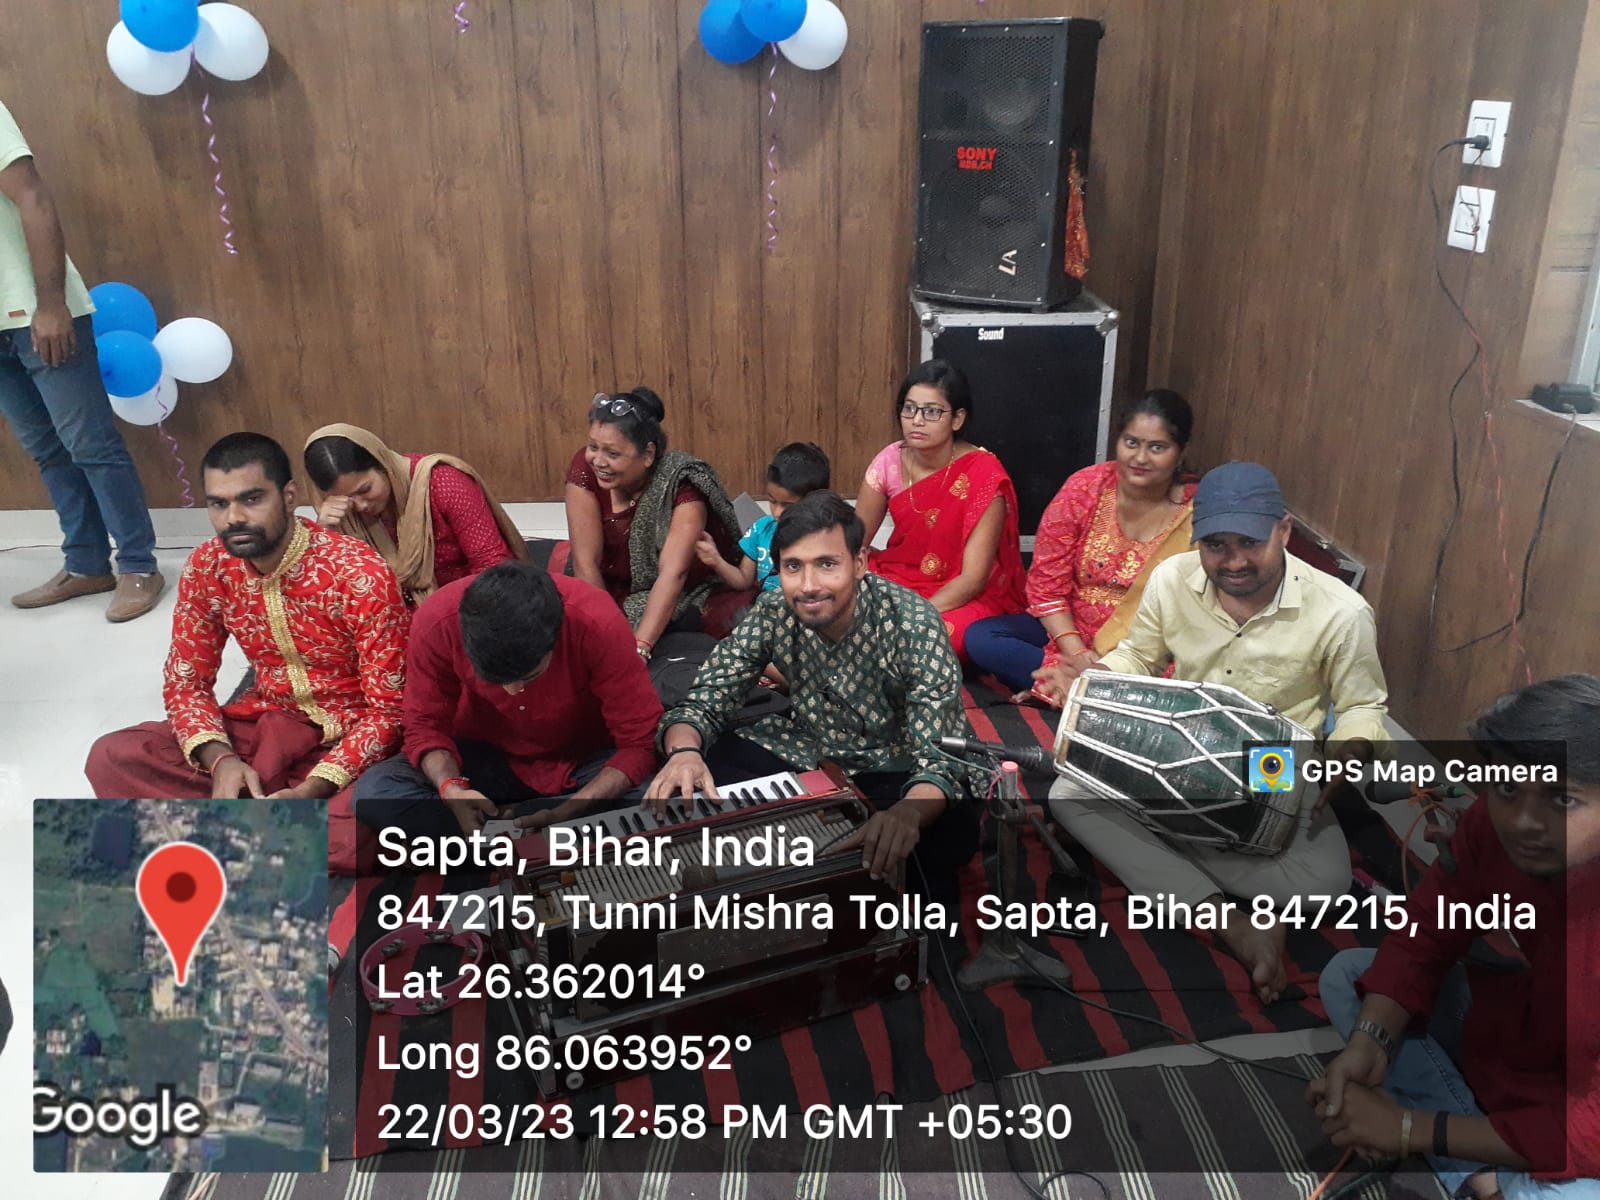 SONY
Sound
LA
GPS Map Camera
Sapta, Bihar, India
847215, Tunni Mishra Tolla, Sapta, Bihar 847215, India
Lat 26.362014°
Long 86.063952°
22/03/23 12:58 PM GMT +05:30
Google